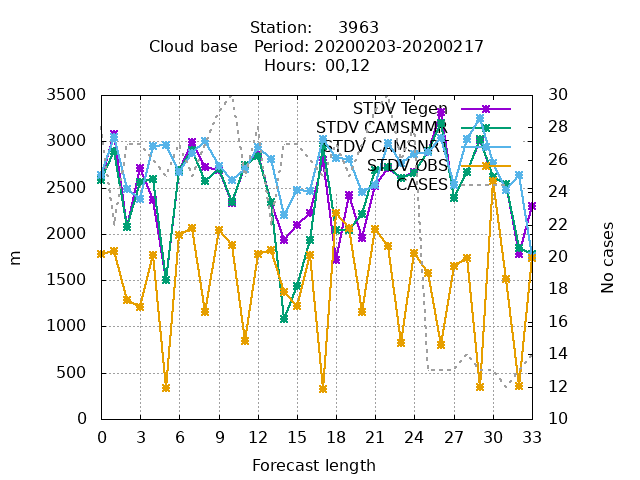 Station: 3963
Cloud base Period: 20200203-20200217
Hours: 00,12
3500
3000
2500
2000
1500
1000
500
0
m
30
28
26
24
22
20
18
16
14
12
10
No cases
STDV Tegen
STDV CAMSMMR
STDV CAMSNRT
STDV OBS
CASES
0 3 6 9 12 15 18 21 24 27 30 33
Forecast length